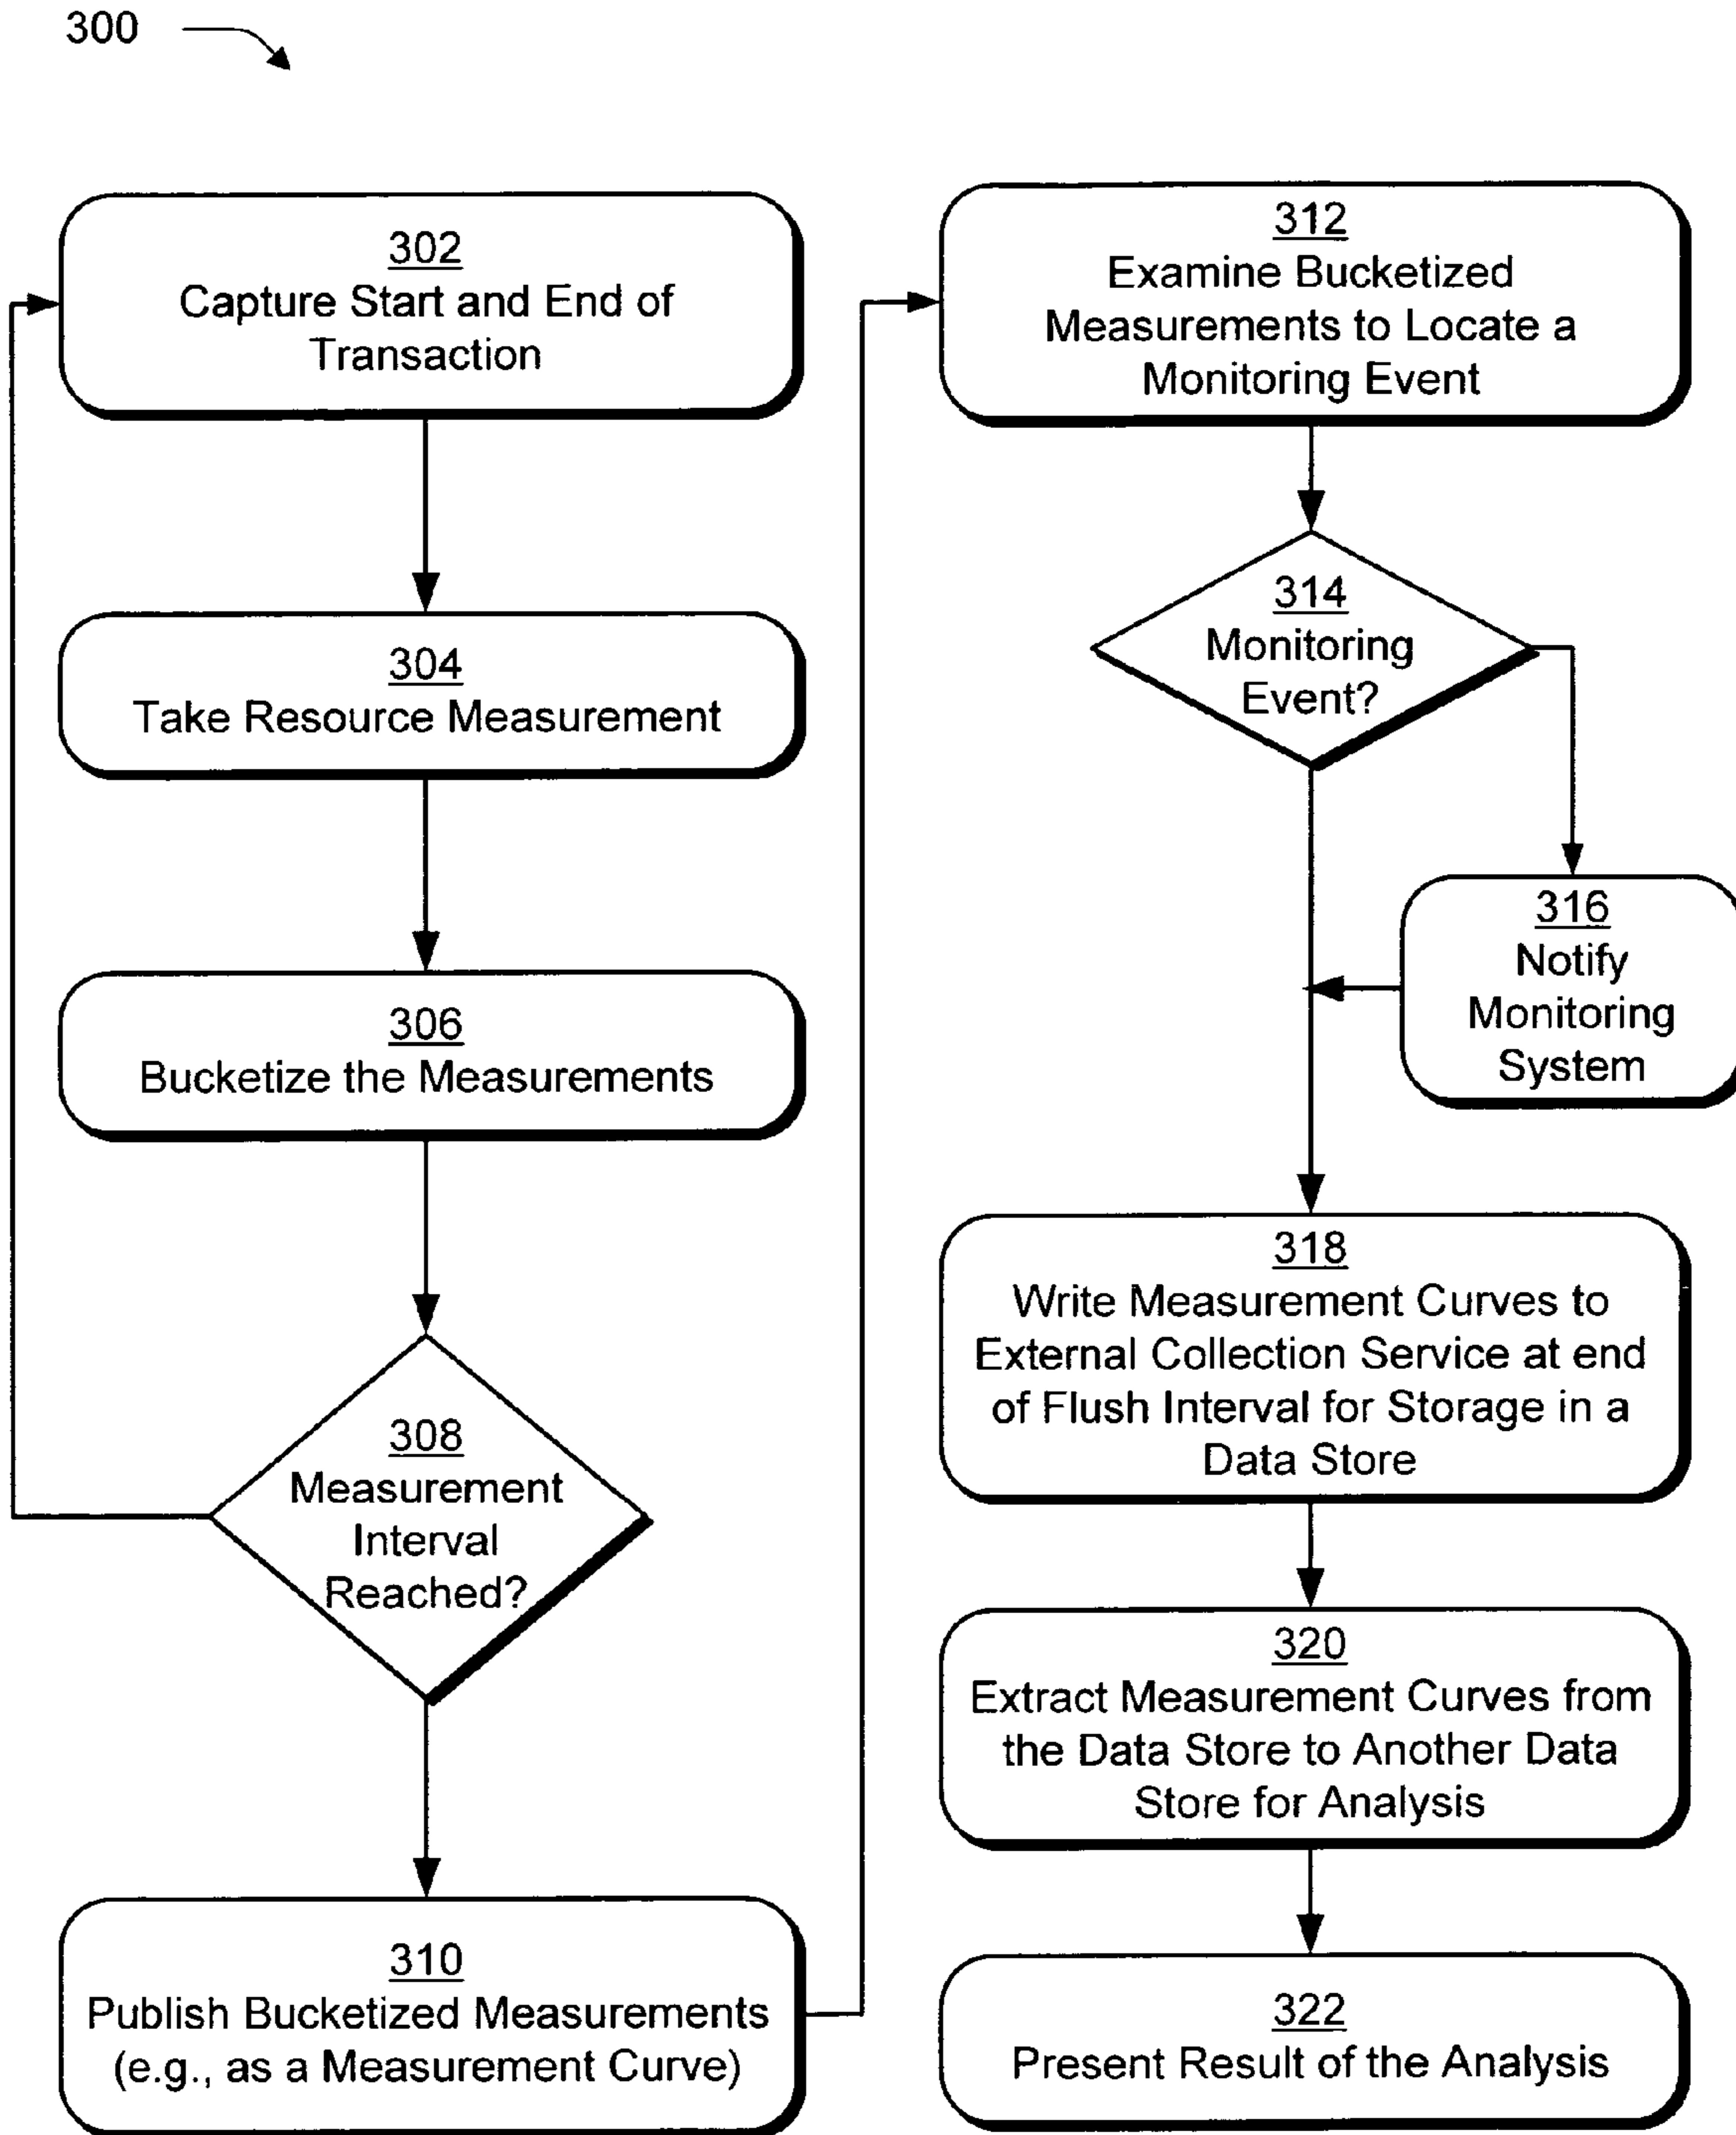 300
302
Capture Start and End of
Transaction
304
Take Resource Measurement
306
Bucketize the Measurements
308
Measurement
Interval
Reached?
310
Publish Bucketized Measurements
(e.g., as a Measurement Curve)
312
Examine Bucketized
Measurements to Locate a
Monitoring Event
314
Monitoring
Event?
316
Notify
Monitoring
System
318
Write Measurement Curves to
External Collection Service at end
of Flush Interval for Storage in a
Data Store
320
Extract Measurement Curves from
the Data Store to Another Data
Store for Analysis
322
Present Result of the Analysis